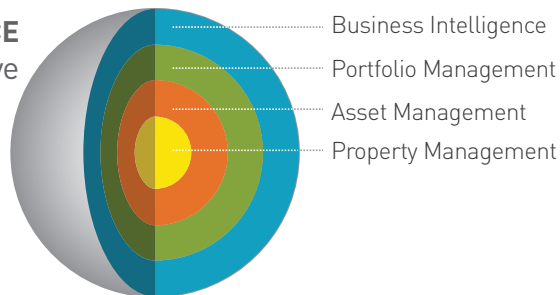 Business Intelligence
Portfolio Management
Asset Management
Property Management